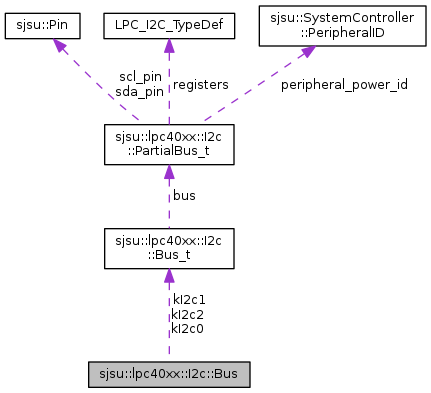 sjsu::Pin
LPC_I2C_TypeDef
sjsu::SystemController
::PeripheralID
scl_pin
sda_pin
registers
peripheral_power_id
sjsu::lpc40xx::I2c
::PartialBus_t
bus
sjsu::lpc40xx::I2c
::Bus_t
kI2c1
kI2c2
kI2c0
sjsu::lpc40xx::I2c::Bus